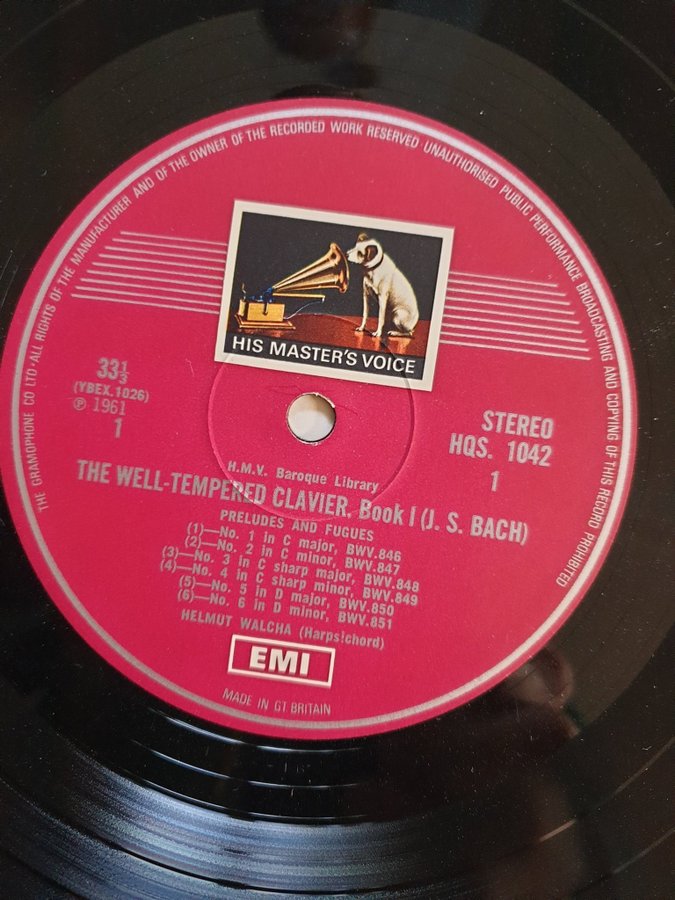 THE GRAMOPHONE CO LTD · ALL RIGHTS OF THE MANUFACTURER AND OF THE OWNER OF THE RECORDED WORK RESERVED · UNAUTHORISED PUBLIC PERFORMANCE BROADCASTING AND COPYING OF THIS RECORD PROHIBITED
HIS MASTER'S VOICE
33⅓
(YBEX.1026)
℗ 1961
1
STEREO
HQS. 1042
1
H.M.V. Baroque Library
THE WELL-TEMPERED CLAVIER, Book I (J. S. BACH)
PRELUDES AND FUGUES
(1)—No. 1 in C major, BWV.846
(2)—No. 2 in C minor, BWV.847
(3)—No. 3 in C sharp major, BWV.848
(4)—No. 4 in C sharp minor, BWV.849
(5)—No. 5 in D major, BWV.850
(6)—No. 6 in D minor, BWV.851
HELMUT WALCHA (Harps!chord)
EMI
MADE IN GT BRITAIN